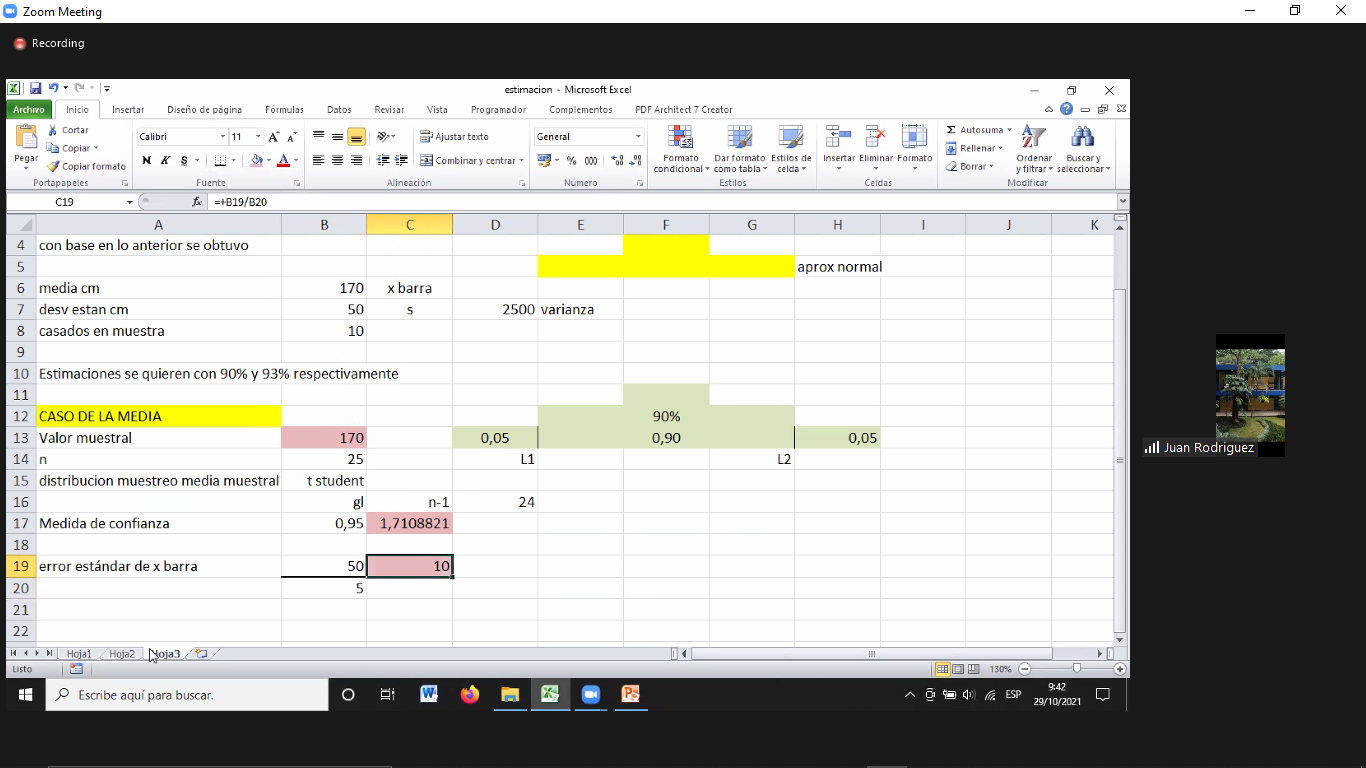 Zoom Meeting
Recording
estimacion - Microsoft Excel
Archivo Inicio Insertar Diseño de página Fórmulas Datos Revisar Vista Programador Complementos PDF Architect 7 Creator
Pegar Cortar Copiar Copiar formato
Calibri 11
N K S
Ajustar texto
Combinar y centrar
General
% 000
Formato condicional Dar formato como tabla Estilos de celda
Insertar Eliminar Formato
Σ Autosuma Rellenar Borrar
Ordenar y filtrar Buscar y seleccionar
Portapapeles Fuente Alineación Número Estilos Celdas Modificar
C19 fx =+B19/B20
A B C D E F G H I J K
4 con base en lo anterior se obtuvo
5 aprox normal
6 media cm 170 x barra
7 desv estan cm 50 s 2500 varianza
8 casados en muestra 10
9
10 Estimaciones se quieren con 90% y 93% respectivamente
11
12 CASO DE LA MEDIA 90%
13 Valor muestral 170 0,05 0,90 0,05
14 n 25 L1 L2
15 distribucion muestreo media muestral t student
16 gl n-1 24
17 Medida de confianza 0,95 1,7108821
18
19 error estándar de x barra 50 10
20 5
21
22
Hoja1 Hoja2 Hoja3
Listo 130%
Juan Rodriguez
Escribe aquí para buscar.
ESP
9:42
29/10/2021